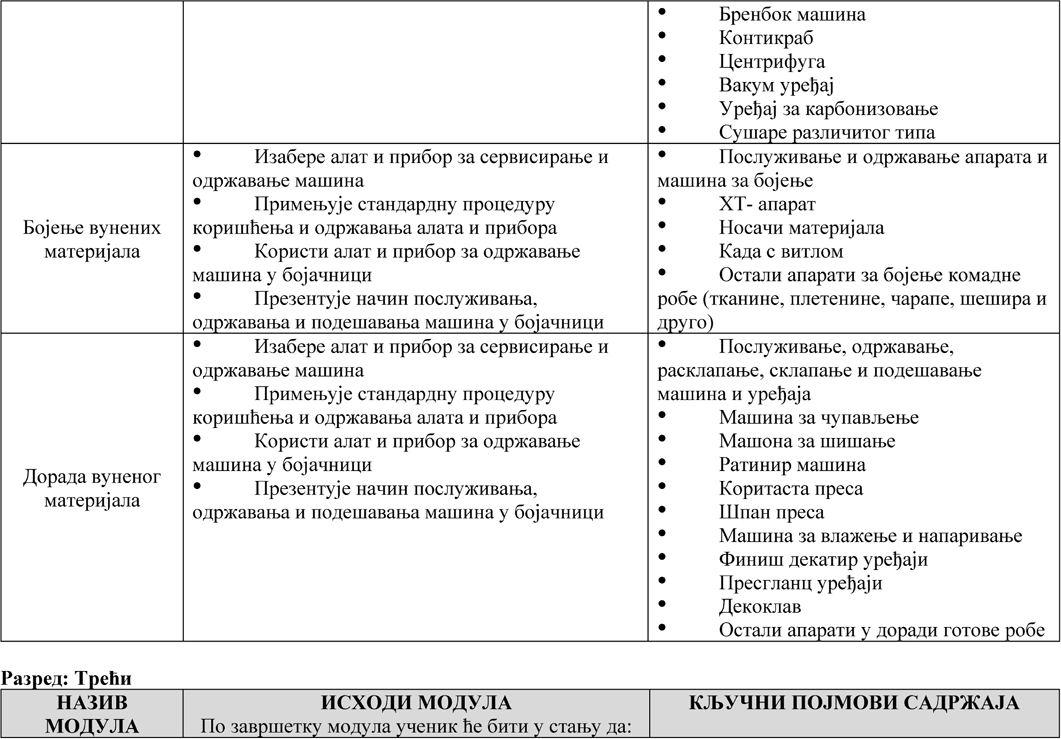 • Бренбок машина
• Контикраб
• Центрифуга
• Вакум уређај
• Уређај за карбонизовање
• Сушаре различитог типа
Бојење вунених
материјала
• Изабере алат и прибор за сервисирање и
одржавање машина
• Примењује стандардну процедуру
коришћења и одржавања алата и прибора
• Користи алат и прибор за одржавање
машина у бојачници
• Презентује начин послуживања,
одржавања и подешавања машина у бојачници
• Послуживање и одржавање апарата и
машина за бојење
• ХТ- апарат
• Носачи материјала
• Када с витлом
• Остали апарати за бојење комадне
робе (тканине, плетенине, чарапе, шешира и
друго)
Дорада вуненог
материјала
• Изабере алат и прибор за сервисирање и
одржавање машина
• Примењује стандардну процедуру
коришћења и одржавања алата и прибора
• Користи алат и прибор за одржавање
машина у бојачници
• Презентује начин послуживања,
одржавања и подешавања машина у бојачници
• Послуживање, одржавање,
расклапање, склапање и подешавање
машина и уређаја
• Машина за чупављење
• Машона за шишање
• Ратинир машина
• Коритаста преса
• Шпан преса
• Машина за влажење и напаривање
• Финиш декатир уређаји
• Пресгланц уређаји
• Декоклав
• Остали апарати у доради готове робе
Разред: Трећи
НАЗИВ
МОДУЛА
ИСХОДИ МОДУЛА
По завршетку модула ученик ће бити у стању да:
КЉУЧНИ ПОЈМОВИ САДРЖАЈА